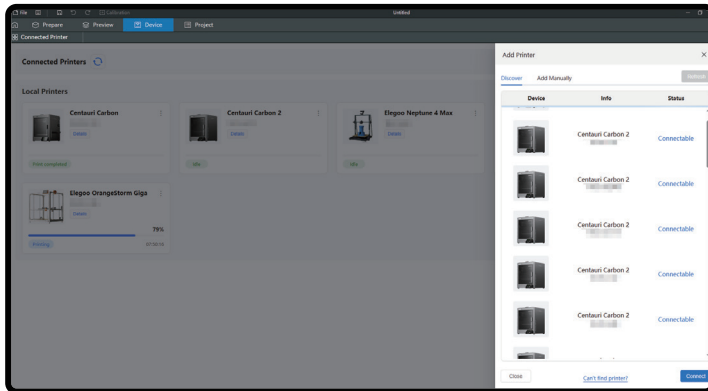 File
Calibration
Untitled
Prepare
Preview
Device
Project
Connected Printer
Connected Printers
Local Printers
Centauri Carbon
Details
Print completed
Centauri Carbon 2
Details
Idle
Elegoo Neptune 4 Max
Details
Idle
Elegoo OrangeStorm Giga
Details
79%
Printing
Add Printer
Discover
Add Manually
Refresh
Device Info Status
Centauri Carbon 2
Connectable
Centauri Carbon 2
Connectable
Centauri Carbon 2
Connectable
Centauri Carbon 2
Connectable
Centauri Carbon 2
Connectable
Close
Can't find printer?
Connect